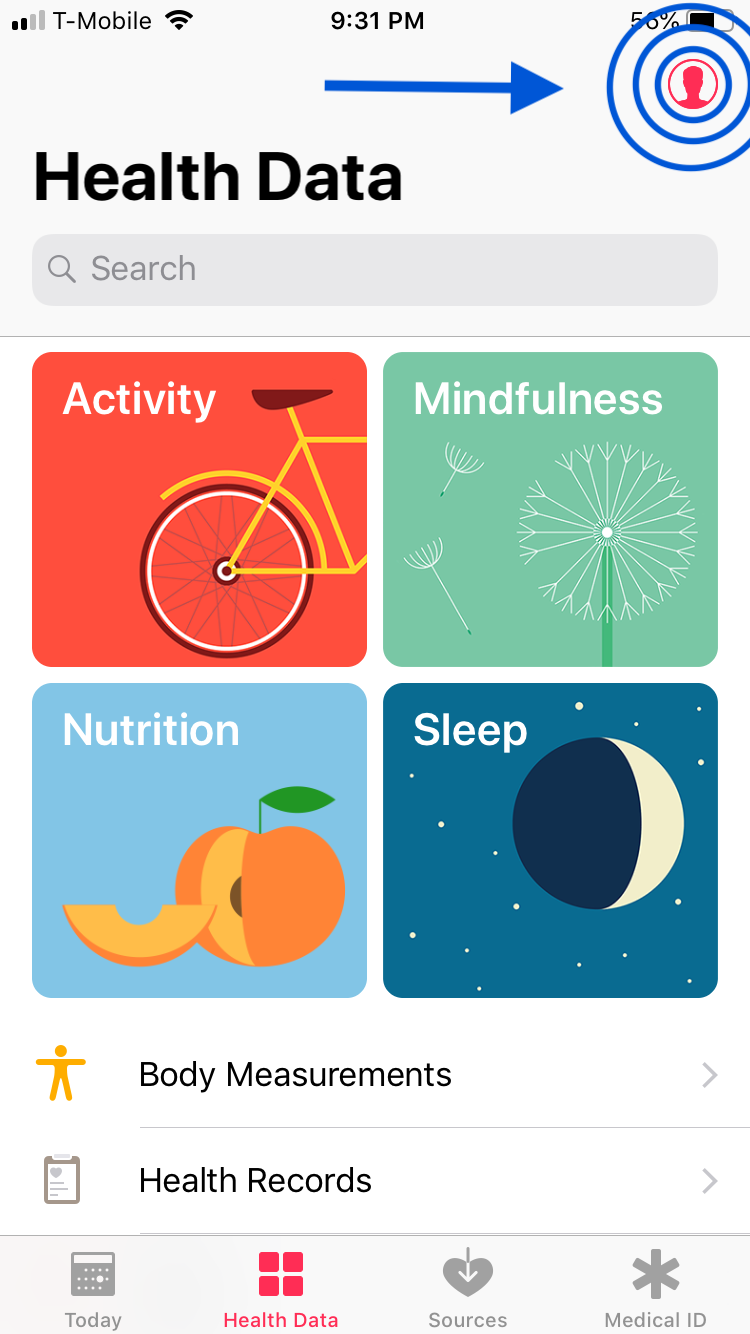 T-Mobile 9:31 PM 56%
Health Data
Search
Activity Mindfulness
Nutrition Sleep
Body Measurements
Health Records
Today Health Data Sources Medical ID